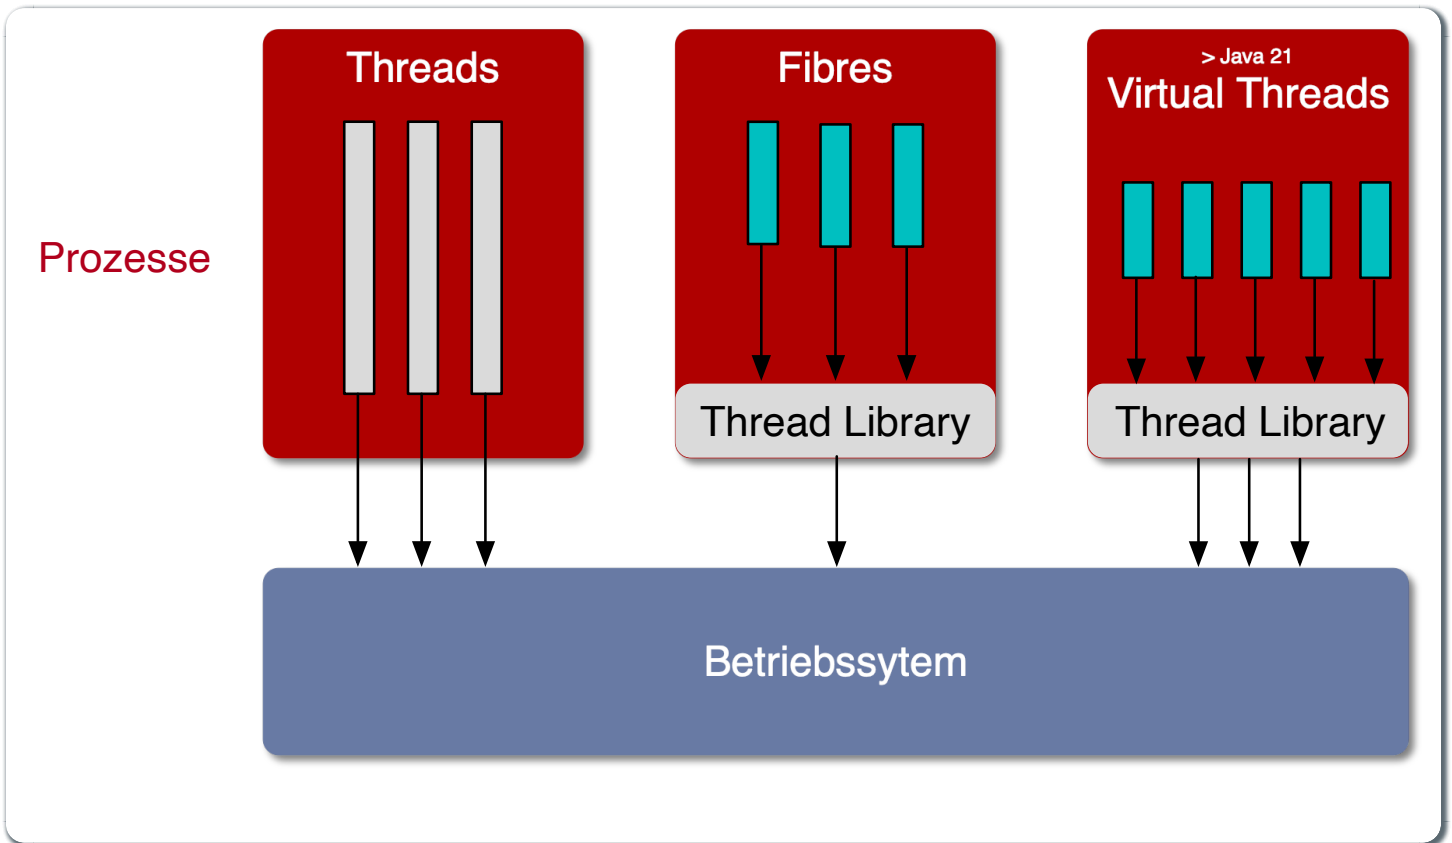 Threads
Fibres
> Java 21
Virtual Threads
Prozesse
Thread Library
Thread Library
Betriebssytem